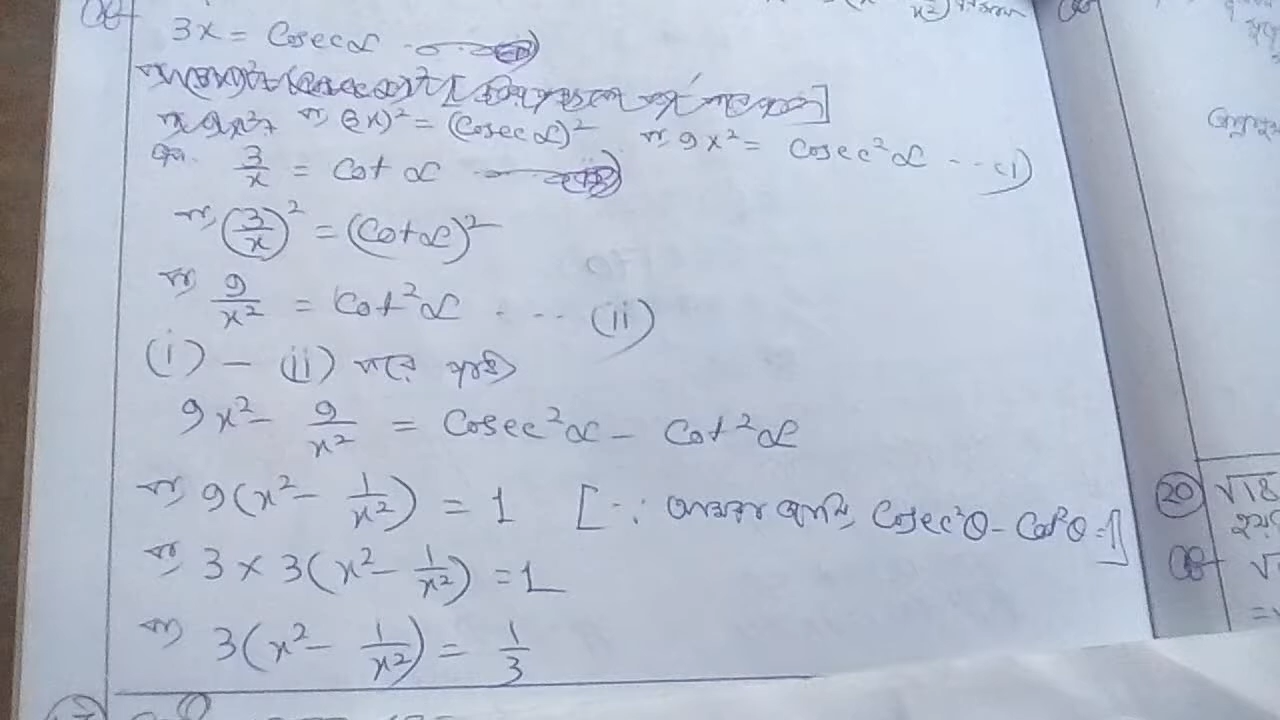 3x = Cosec α
বা, (3x)² = (Cosec α)² বা, 9x² = Cosec²α ... (i)
এবং 3/x = Cot α
বা, (3/x)² = (Cot α)²
বা, 9/x² = Cot²α .... (ii)
(i) – (ii) করে পাই
9x² – 9/x² = Cosec²α – Cot²α
বা, 9(x² – 1/x²) = 1 [∵ আমরা জানি, Cosec²θ – Cot²θ = 1]
বা, 3 × 3(x² – 1/x²) = 1
বা, 3(x² – 1/x²) = 1/3
(20) √18